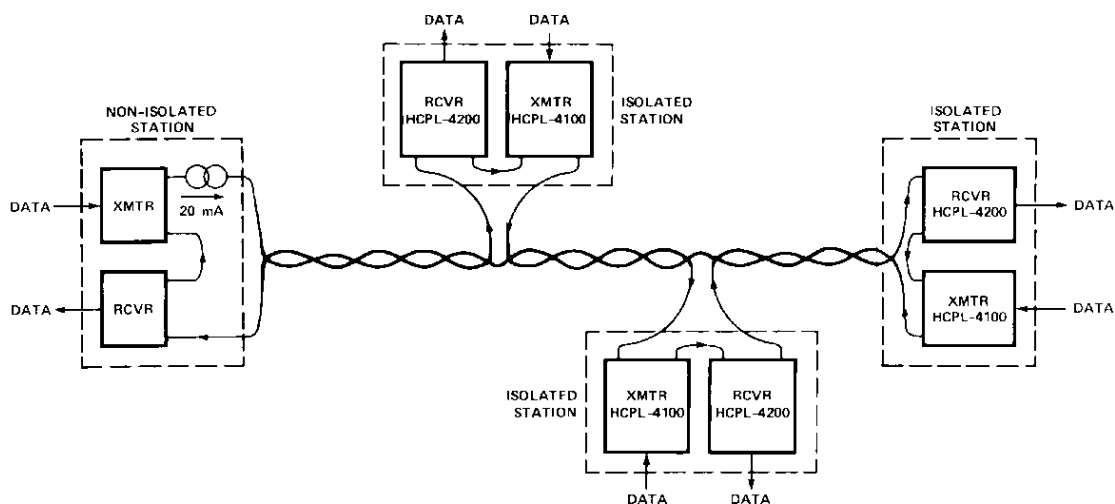 NON-ISOLATED
STATION
DATA
XMTR
20 mA
DATA
RCVR
DATA
DATA
RCVR
HCPL-4200
XMTR
HCPL-4100
ISOLATED
STATION
ISOLATED
STATION
XMTR
HCPL-4100
RCVR
HCPL-4200
DATA
DATA
ISOLATED
STATION
RCVR
HCPL-4200
DATA
XMTR
HCPL-4100
DATA